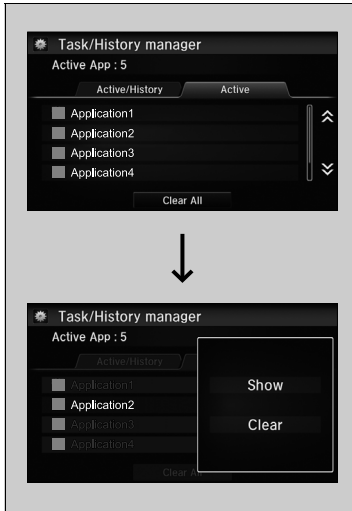 Task/History manager
Active App : 5
Active/History Active
Application1
Application2
Application3
Application4
Clear All
Task/History manager
Active App : 5
Active/History
Application1
Application2
Application3
Application4
Clear All
Show
Clear